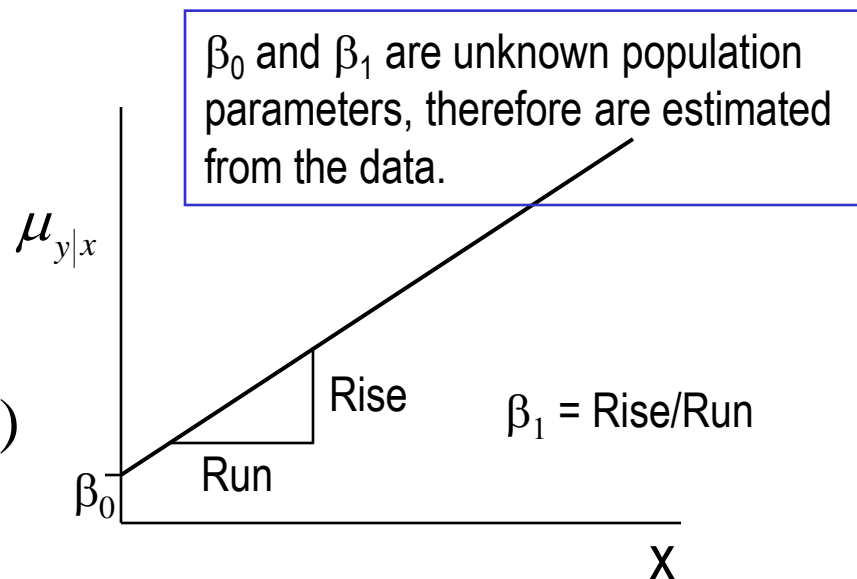 β₀ and β₁ are unknown population
parameters, therefore are estimated
from the data.
μ y|x
Rise
)
β₁ = Rise/Run
Run
β₀
X